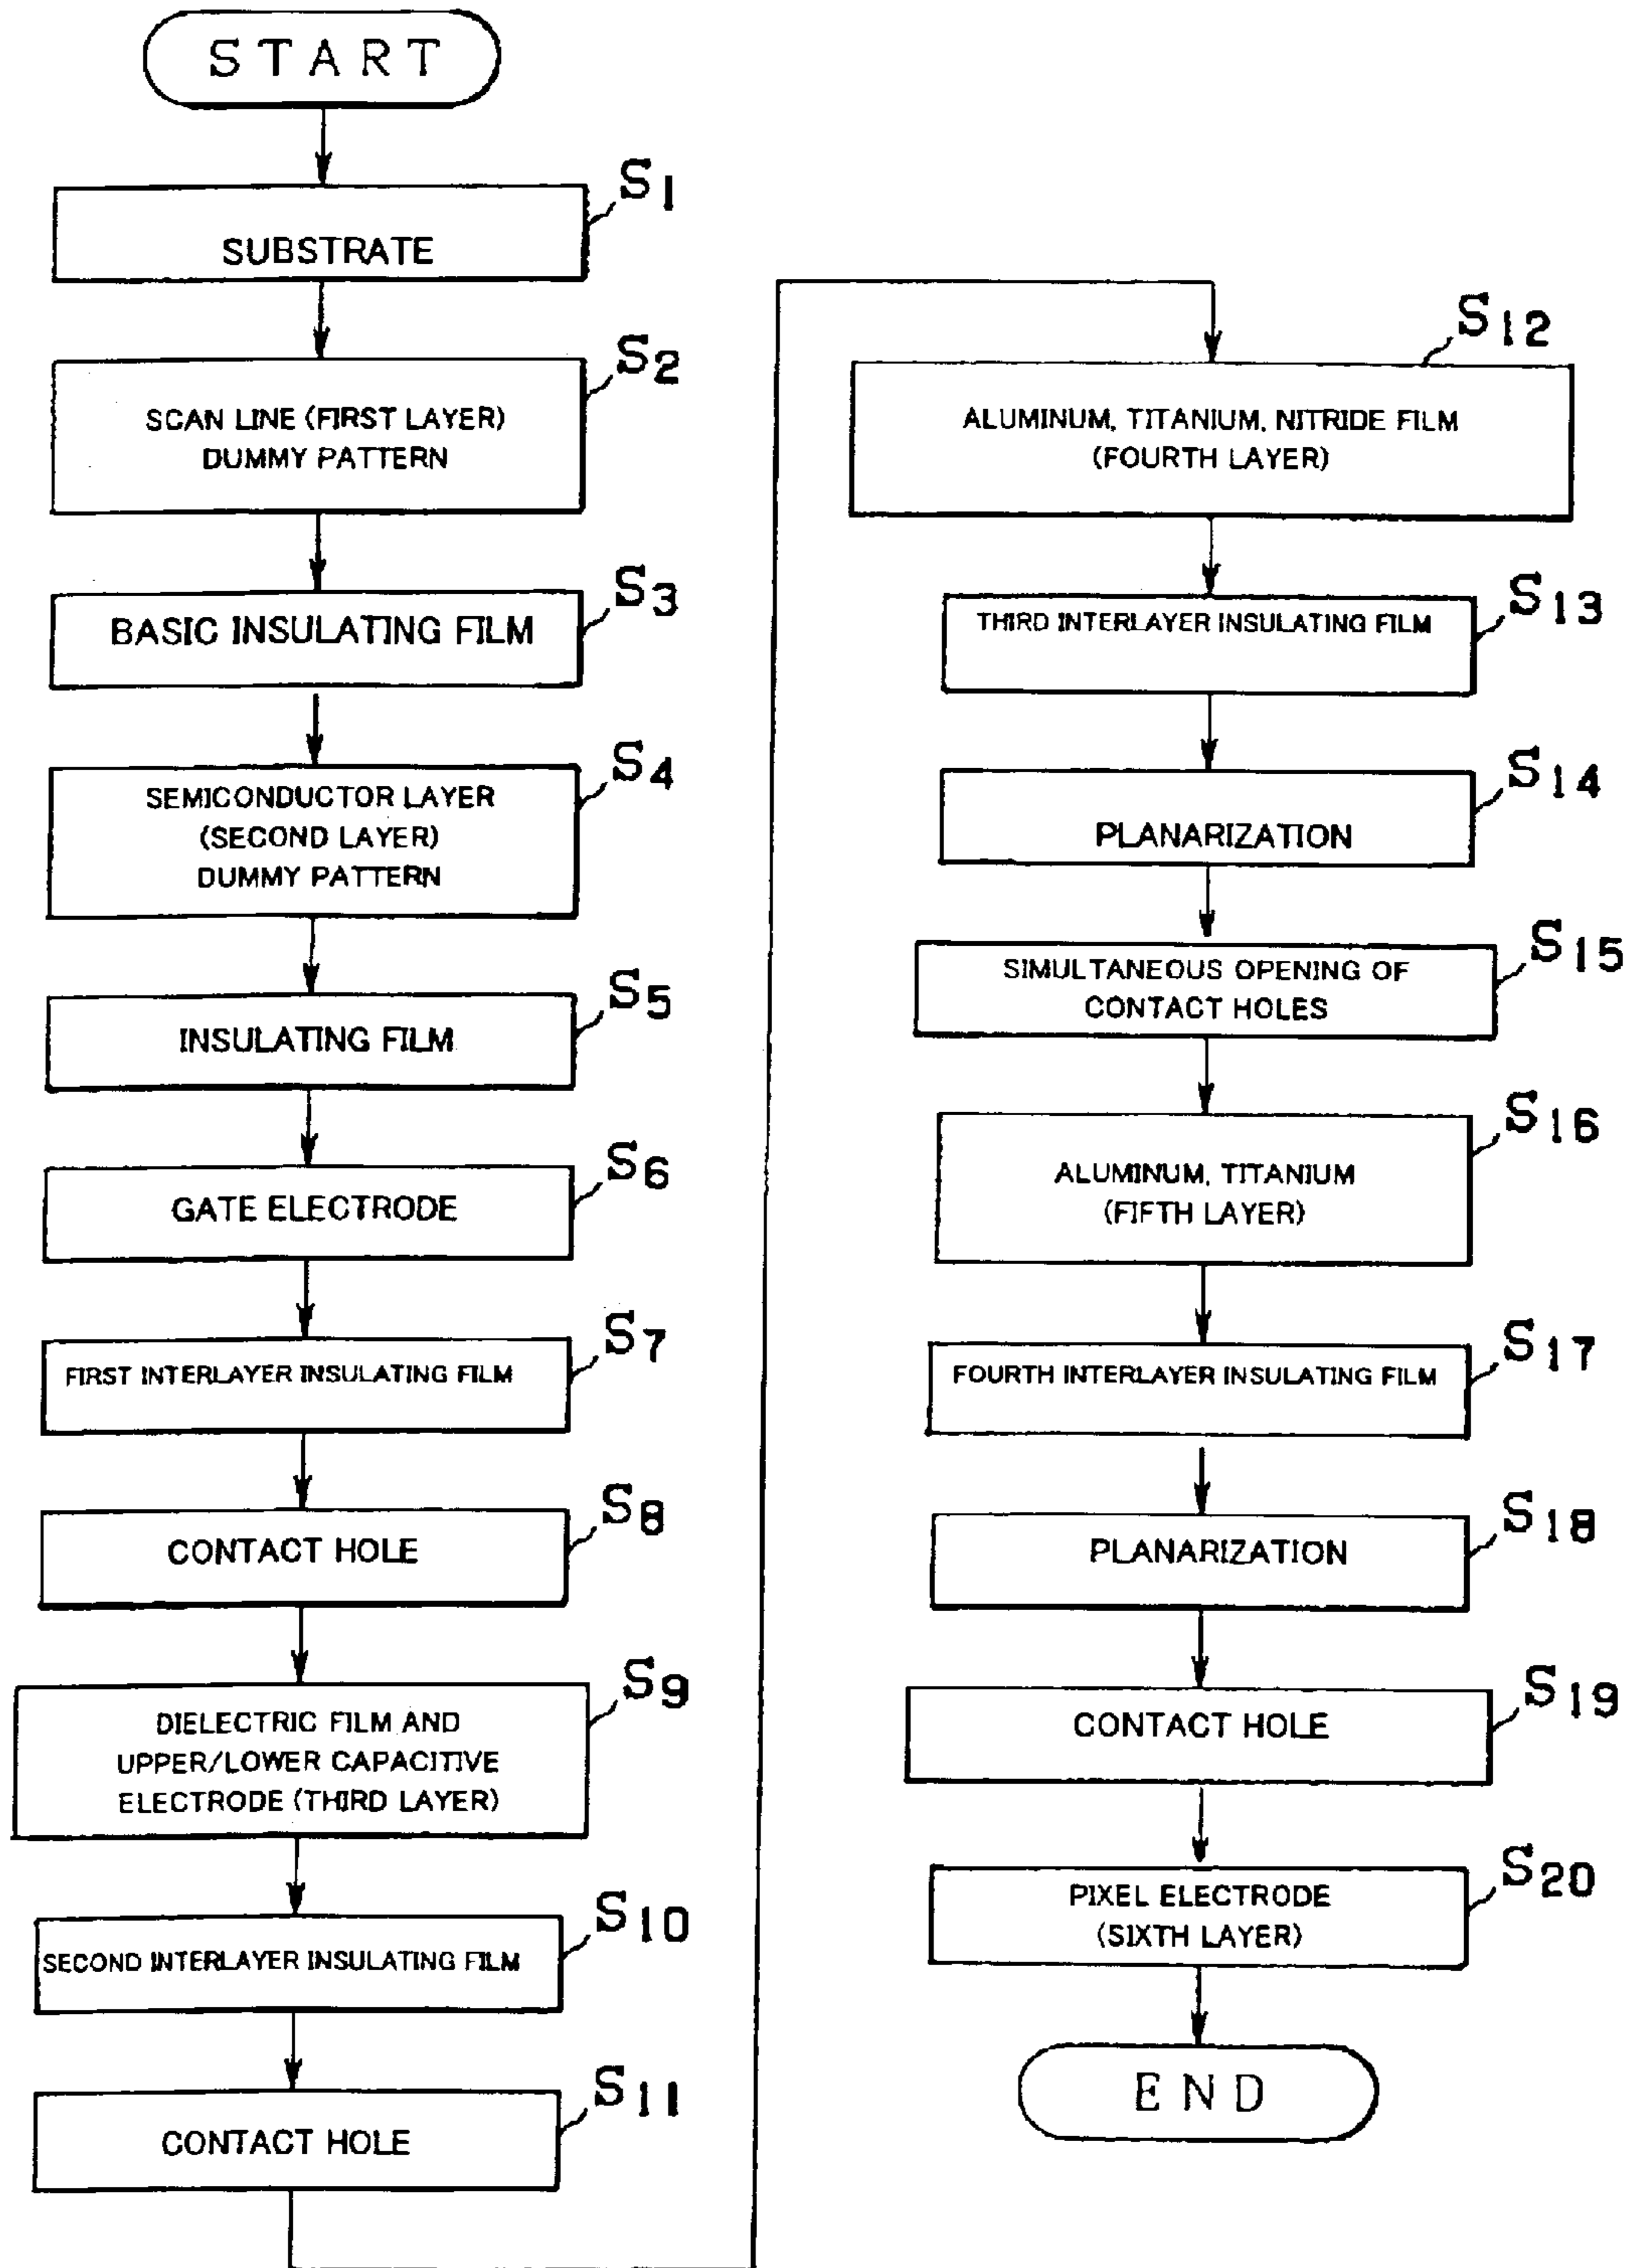 START
S1
SUBSTRATE
S2
SCAN LINE (FIRST LAYER)
DUMMY PATTERN
S3
BASIC INSULATING FILM
S4
SEMICONDUCTOR LAYER
(SECOND LAYER)
DUMMY PATTERN
S5
INSULATING FILM
S6
GATE ELECTRODE
S7
FIRST INTERLAYER INSULATING FILM
S8
CONTACT HOLE
S9
DIELECTRIC FILM AND
UPPER/LOWER CAPACITIVE
ELECTRODE (THIRD LAYER)
S10
SECOND INTERLAYER INSULATING FILM
S11
CONTACT HOLE
S12
ALUMINUM, TITANIUM, NITRIDE FILM
(FOURTH LAYER)
S13
THIRD INTERLAYER INSULATING FILM
S14
PLANARIZATION
S15
SIMULTANEOUS OPENING OF
CONTACT HOLES
S16
ALUMINUM, TITANIUM
(FIFTH LAYER)
S17
FOURTH INTERLAYER INSULATING FILM
S18
PLANARIZATION
S19
CONTACT HOLE
S20
PIXEL ELECTRODE
(SIXTH LAYER)
END